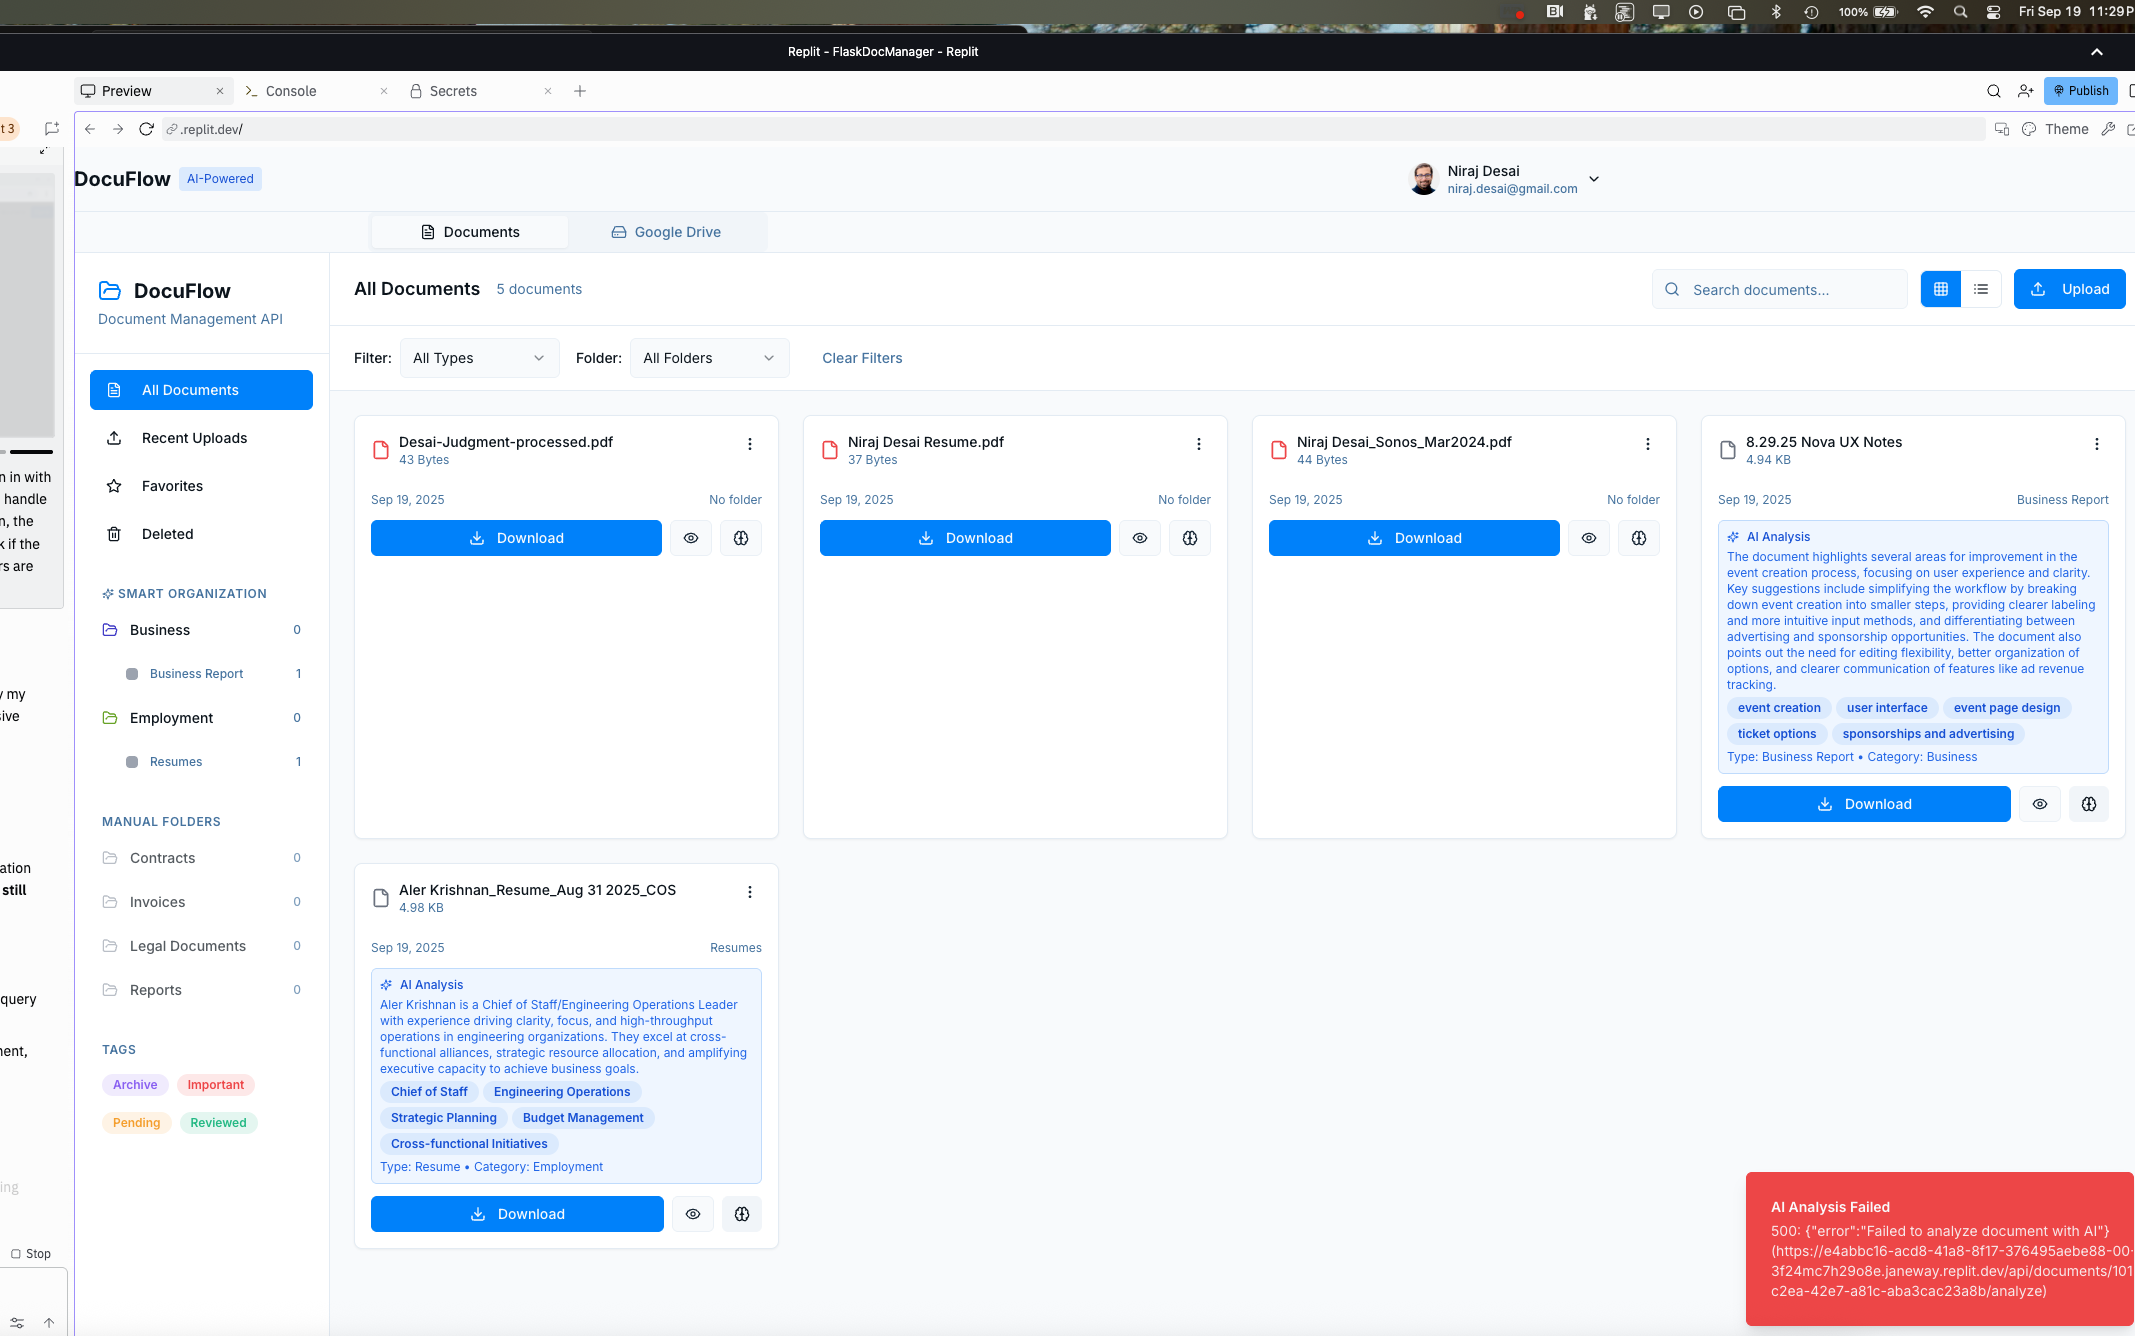 100%
Fri Sep 19 11:29P
Replit - FlaskDocManager - Replit
Preview
Console
Secrets
Publish
t 3
.replit.dev/
Theme
DocuFlow
AI-Powered
Niraj Desai
niraj.desai@gmail.com
Documents
Google Drive
n in with
handle
n, the
k if the
rs are
y my
sive
ation
still
query
nent,
ing
Stop
DocuFlow
Document Management API
All Documents
Recent Uploads
Favorites
Deleted
SMART ORGANIZATION
Business 0
Business Report 1
Employment 0
Resumes 1
MANUAL FOLDERS
Contracts 0
Invoices 0
Legal Documents 0
Reports 0
TAGS
Archive Important
Pending Reviewed
All Documents 5 documents
Search documents...
Upload
Filter: All Types Folder: All Folders Clear Filters
Desai-Judgment-processed.pdf
43 Bytes
Sep 19, 2025 No folder
Download
Niraj Desai Resume.pdf
37 Bytes
Sep 19, 2025 No folder
Download
Niraj Desai_Sonos_Mar2024.pdf
44 Bytes
Sep 19, 2025 No folder
Download
8.29.25 Nova UX Notes
4.94 KB
Sep 19, 2025 Business Report
AI Analysis
The document highlights several areas for improvement in the
event creation process, focusing on user experience and clarity.
Key suggestions include simplifying the workflow by breaking
down event creation into smaller steps, providing clearer labeling
and more intuitive input methods, and differentiating between
advertising and sponsorship opportunities. The document also
points out the need for editing flexibility, better organization of
options, and clearer communication of features like ad revenue
tracking.
event creation user interface event page design
ticket options sponsorships and advertising
Type: Business Report • Category: Business
Download
Aler Krishnan_Resume_Aug 31 2025_COS
4.98 KB
Sep 19, 2025 Resumes
AI Analysis
Aler Krishnan is a Chief of Staff/Engineering Operations Leader
with experience driving clarity, focus, and high-throughput
operations in engineering organizations. They excel at cross-
functional alliances, strategic resource allocation, and amplifying
executive capacity to achieve business goals.
Chief of Staff Engineering Operations
Strategic Planning Budget Management
Cross-functional Initiatives
Type: Resume • Category: Employment
Download
AI Analysis Failed
500: {"error":"Failed to analyze document with AI"}
(https://e4abbc16-acd8-41a8-8f17-376495aebe88-00-
3f24mc7h29o8e.janeway.replit.dev/api/documents/101
c2ea-42e7-a81c-aba3cac23a8b/analyze)